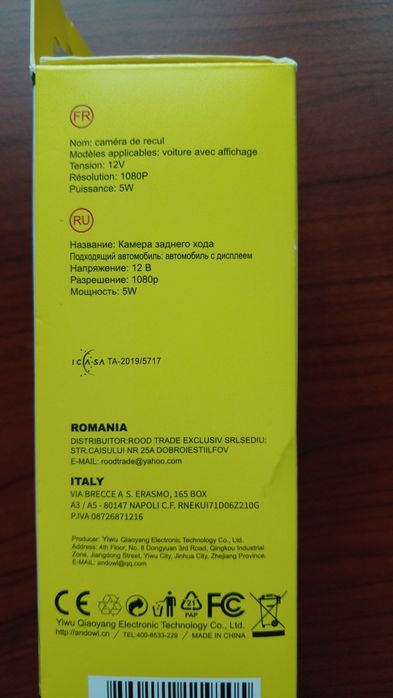 FR
Nom: caméra de recul
Modèles applicables: voiture avec affichage
Tension: 12V
Résolution: 1080P
Puissance: 5W
RU
Название: Камера заднего хода
Подходящий автомобиль: автомобиль с дисплеем
Напряжение: 12 В
Разрешение: 1080p
Мощность: 5W
ICASA TA-2019/5717
ROMANIA
DISTRIBUITOR:ROOD TRADE EXCLUSIV SRLSEDIU:
STR.CAISULUI NR 25A DOBROIESTIILFOV
E-MAIL: roodtrade@yahoo.com
ITALY
VIA BRECCE A S. ERASMO, 165 BOX
A3 / A5 - 80147 NAPOLI C.F. RNEKUI71D06Z210G
P.IVA 08726871216
Producer: Yiwu Qiaoyang Electronic Technology Co., Ltd.
Address: 4th Floor, No. 8 Dongyuan 3rd Road, Qingkou Industrial
Zone, Jiangdong Street, Yiwu City, Jinhua City, Zhejiang Province.
E-MAIL: andowl@qq.com
CE 21 PAP FC
Yiwu Qiaoyang Electronic Technology Co., Ltd.
http://andowl.cn / TEL:400-8533-229 / MADE IN CHINA